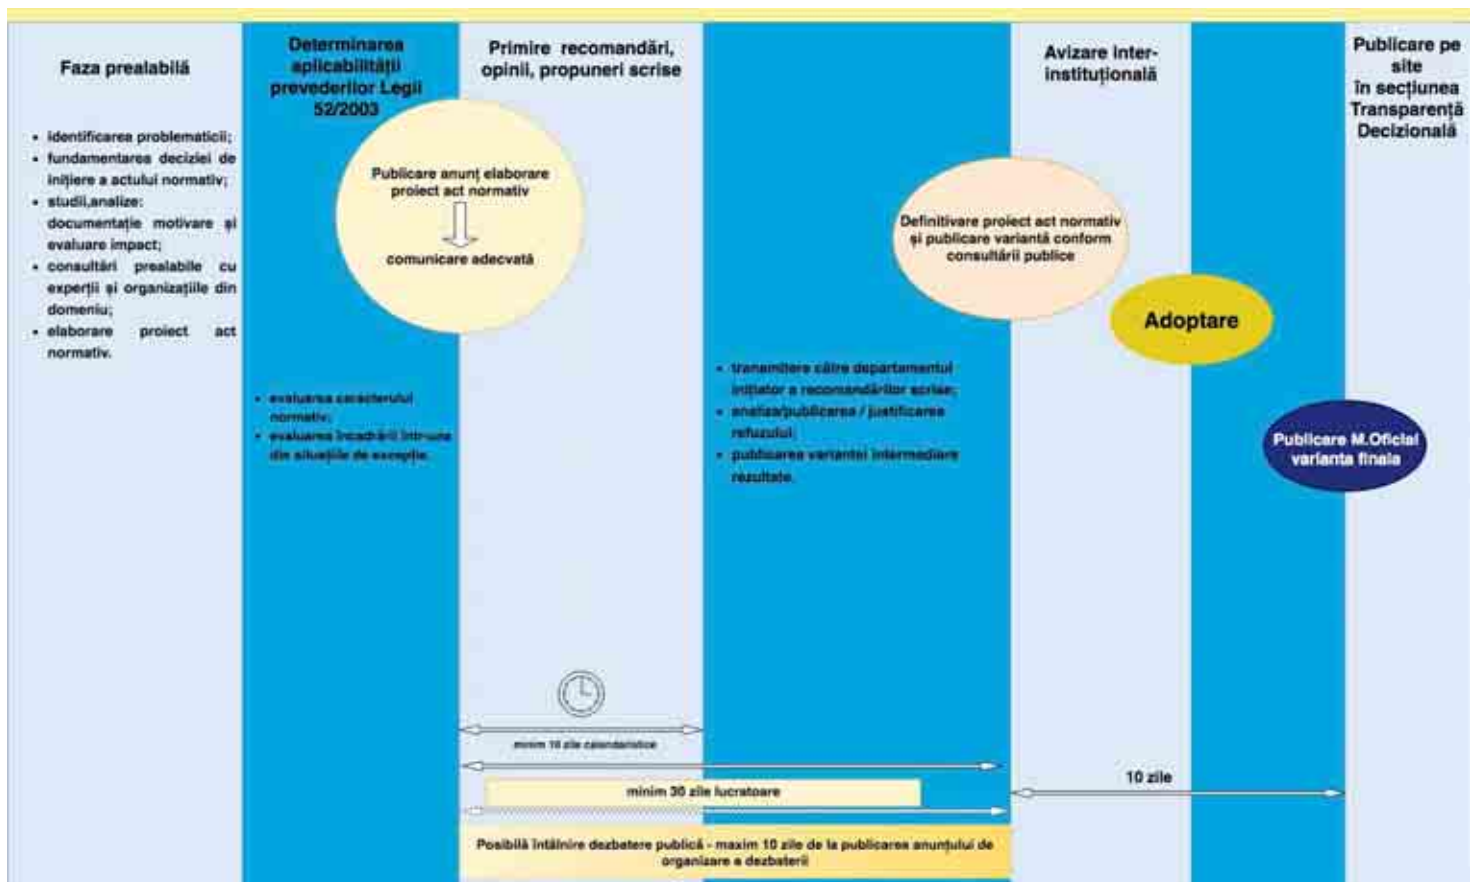 Faza prealabilă
• identificarea problematicii;
• fundamentarea deciziei de
inițiere a actului normativ;
• studii,analize:
documentație motivare și
evaluare impact;
• consultări prealabile cu
experții și organizațiile din
domeniu;
• elaborare proiect act
normativ.
Determinarea
aplicabilității
prevederilor Legii
52/2003
• evaluarea caracterului
normativ;
• evaluarea încadrării într-una
din situațiile de excepție.
Publicare anunț elaborare
proiect act normativ
comunicare adecvată
Primire recomandări,
opinii, propuneri scrise
• transmitere către departamentul
inițiator a recomandărilor scrise;
• analiza/publicarea / justificarea
refuzului;
• publicarea variantei intermediare
rezultate.
Definitivare proiect act normativ
și publicare variantă conform
consultării publice
Avizare inter-
instituțională
Adoptare
Publicare M.Oficial
varianta finala
Publicare pe
site
în secțiunea
Transparență
Decizională
minim 10 zile calendaristice
minim 30 zile lucratoare
10 zile
Posibilă întâlnire dezbatere publică - maxim 10 zile de la publicarea anunțului de
organizare a dezbaterii